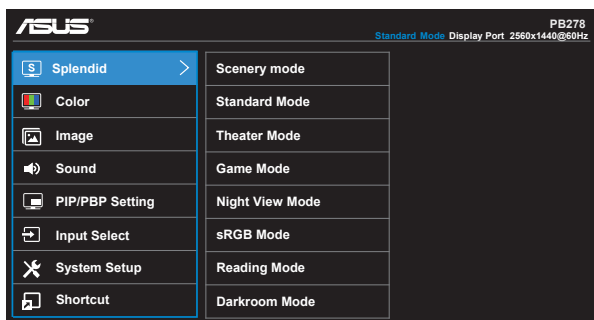 ASUS
PB278
Standard Mode Display Port 2560x1440@60Hz
S Splendid
Color
Image
Sound
PIP/PBP Setting
Input Select
System Setup
Shortcut
Scenery mode
Standard Mode
Theater Mode
Game Mode
Night View Mode
sRGB Mode
Reading Mode
Darkroom Mode